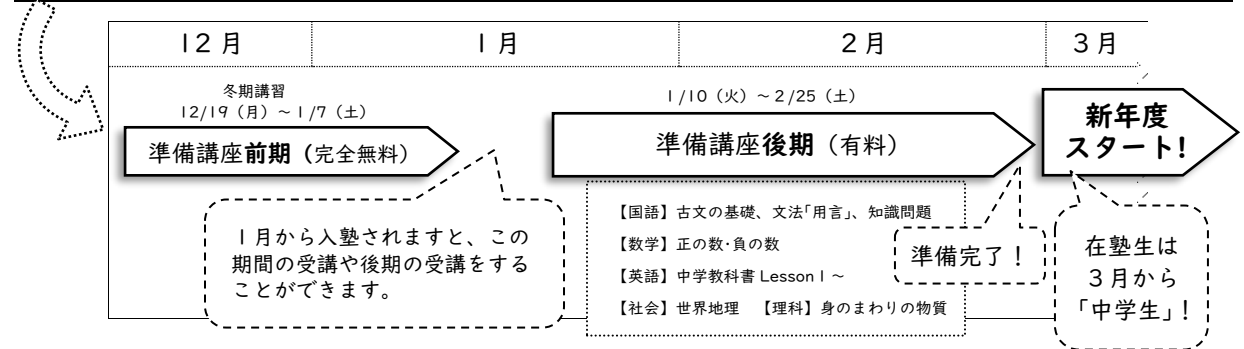 12月
1月
2月
3月
冬期講習
12/19（月）～1/7（土）
準備講座前期（完全無料）
1/10（火）～2/25（土）
準備講座後期（有料）
新年度
スタート!
1月から入塾されますと、この
期間の受講や後期の受講をする
ことができます。
【国語】古文の基礎、文法｢用言｣、知識問題
【数学】正の数･負の数
【英語】中学教科書 Lesson1～
【社会】世界地理　【理科】身のまわりの物質
準備完了！
在塾生は
3月から
｢中学生｣!